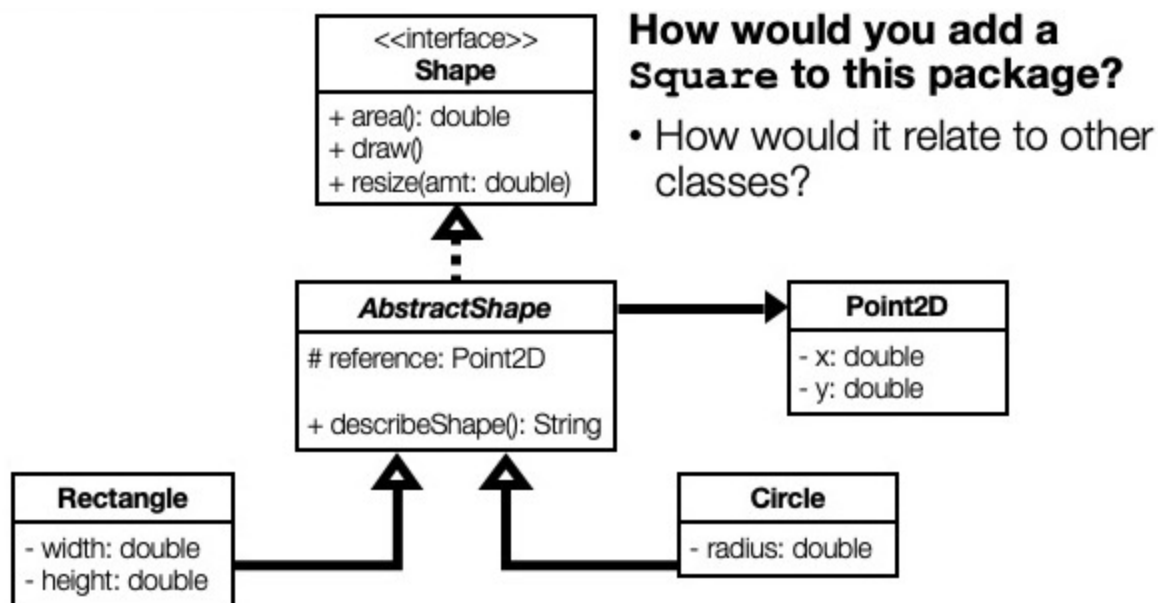 <<interface>>
Shape
+ area(): double
+ draw()
+ resize(amt: double)
How would you add a
Square to this package?
• How would it relate to other
classes?
AbstractShape
# reference: Point2D
+ describeShape(): String
Point2D
- x: double
- y: double
Rectangle
- width: double
- height: double
Circle
- radius: double